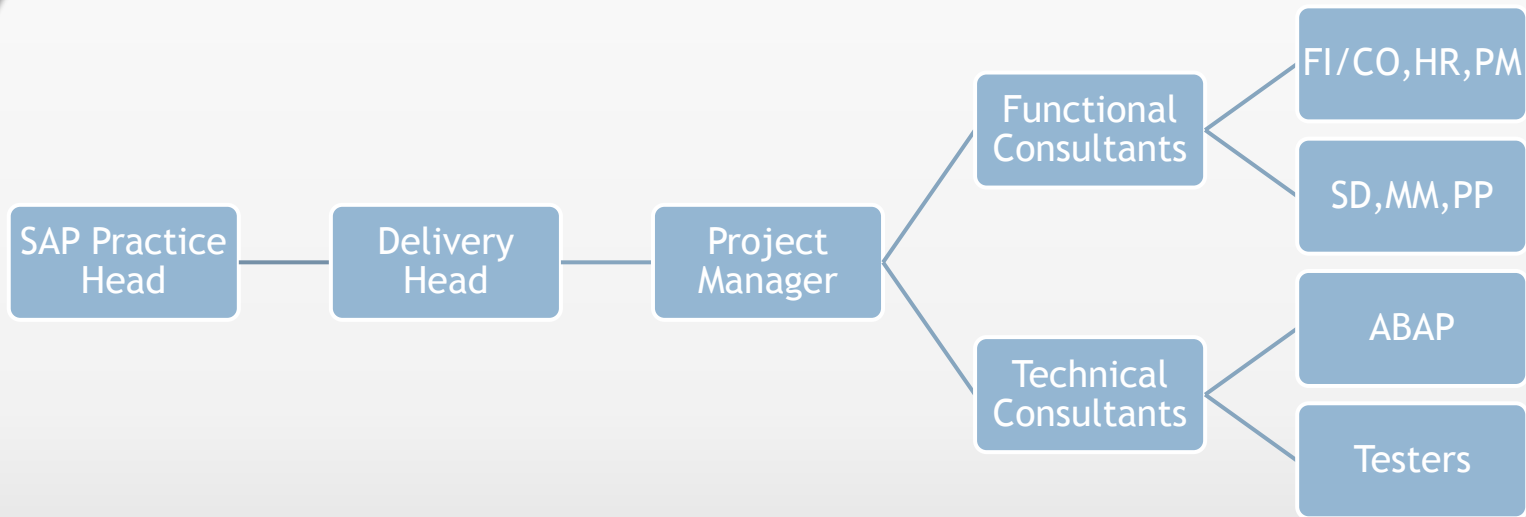 SAP Practice
Head
Delivery
Head
Project
Manager
Functional
Consultants
FI/CO,HR,PM
SD,MM,PP
Technical
Consultants
ABAP
Testers